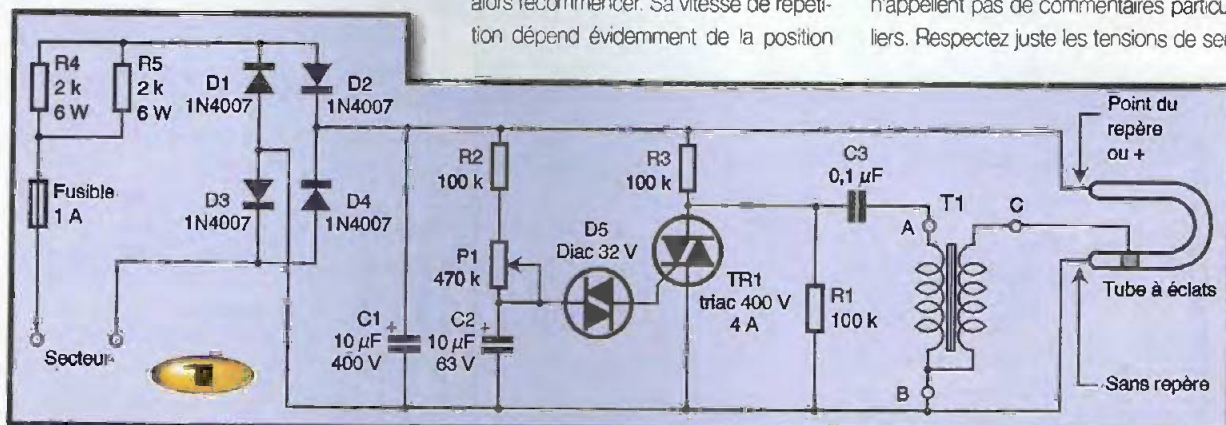 alors recommencer. Sa vitesse de répéti-
tion dépend évidemment de la position
n'appellent pas de commentaires particu-
liers. Respectez juste les tensions de ser
R4
2 k
6 W
R5
2 k
6 W
D1
1N4007
D2
1N4007
Fusible
1 A
D3
1N4007
D4
1N4007
Secteur
1
C1
10 µF
400 V
R2
100 k
P1
470 k
C2
10 µF
63 V
D5
Diac 32 V
R3
100 k
TR1
triac 400 V
4 A
C3
0,1 µF
R1
100 k
A
T1
C
B
Point du
repère
ou +
Tube à éclats
Sans repère